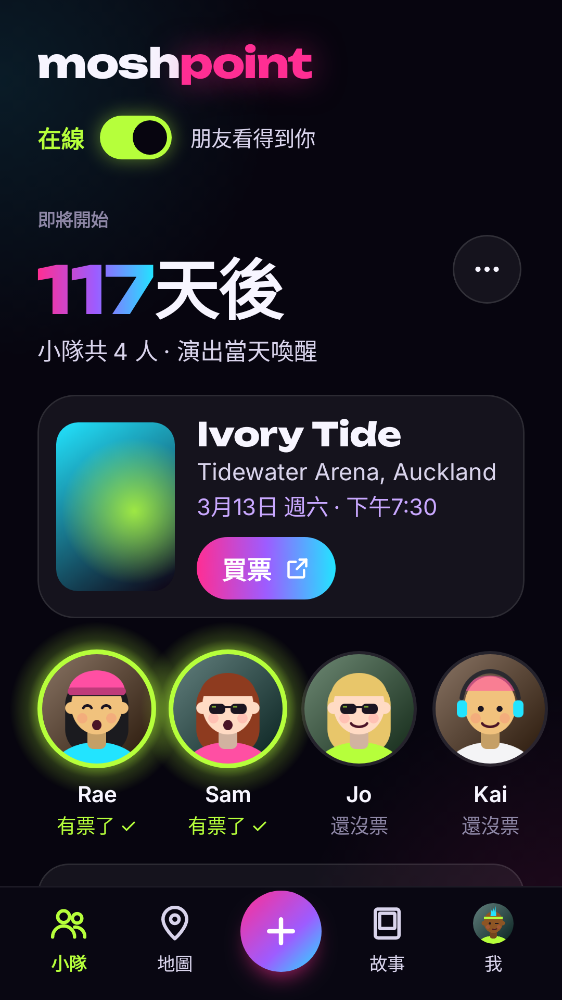 moshpoint
在線 朋友看得到你
即將開始
117天後
小隊共 4 人 · 演出當天喚醒
Ivory Tide
Tidewater Arena, Auckland
3月13日 週六 · 下午7:30
買票
Rae Sam Jo Kai
有票了 ✓ 有票了 ✓ 還沒票 還沒票
小隊 地圖 故事 我